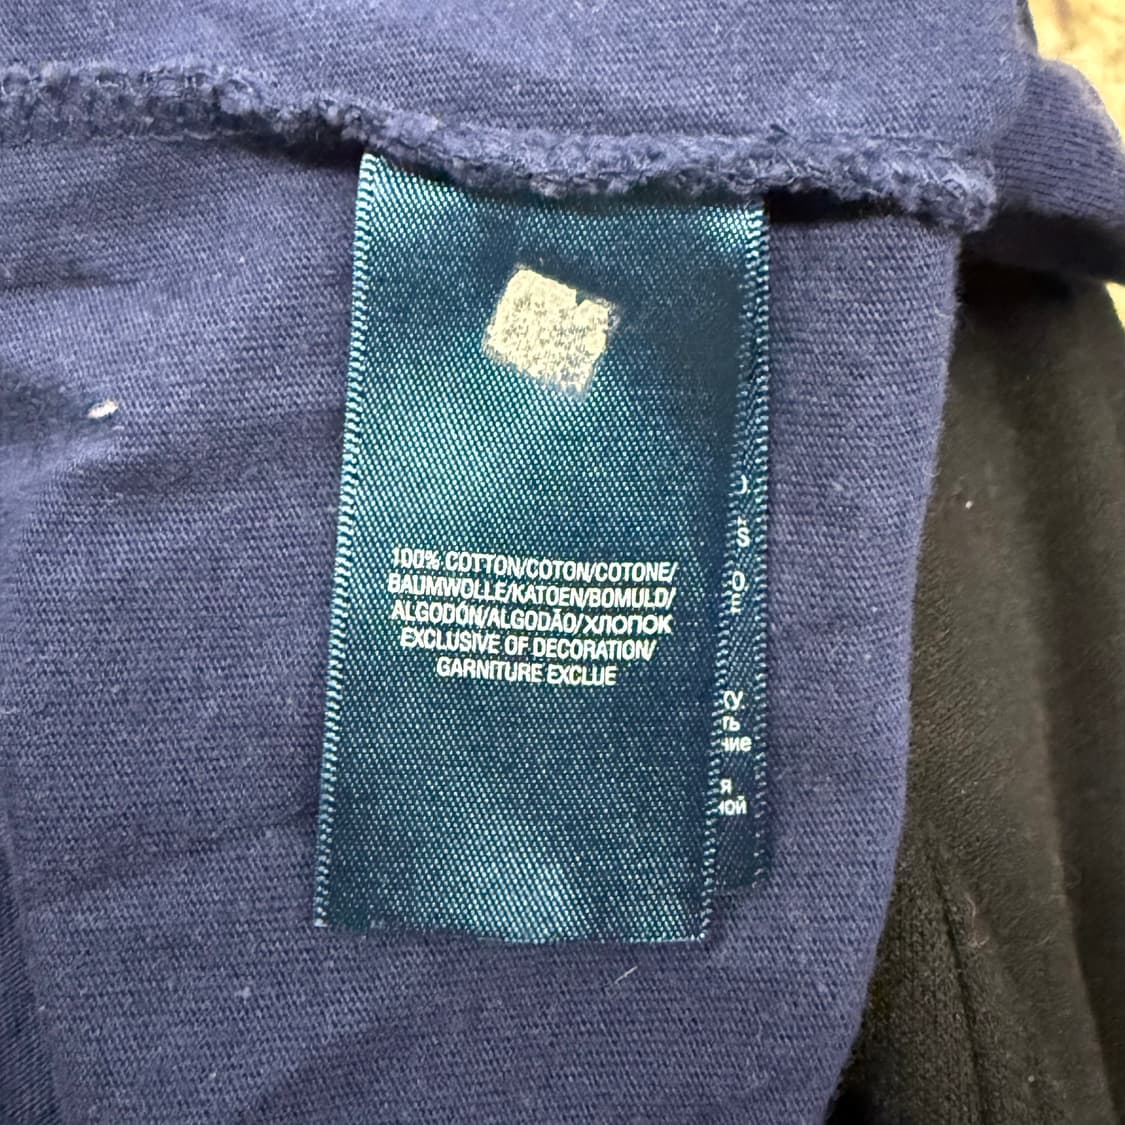 100% COTTON/COTON/COTONE/
BAUMWOLLE/KATOEN/BOMULD/
ALGODÓN/ALGODÃO/ХЛОПОК
EXCLUSIVE OF DECORATION/
GARNITURE EXCLUE